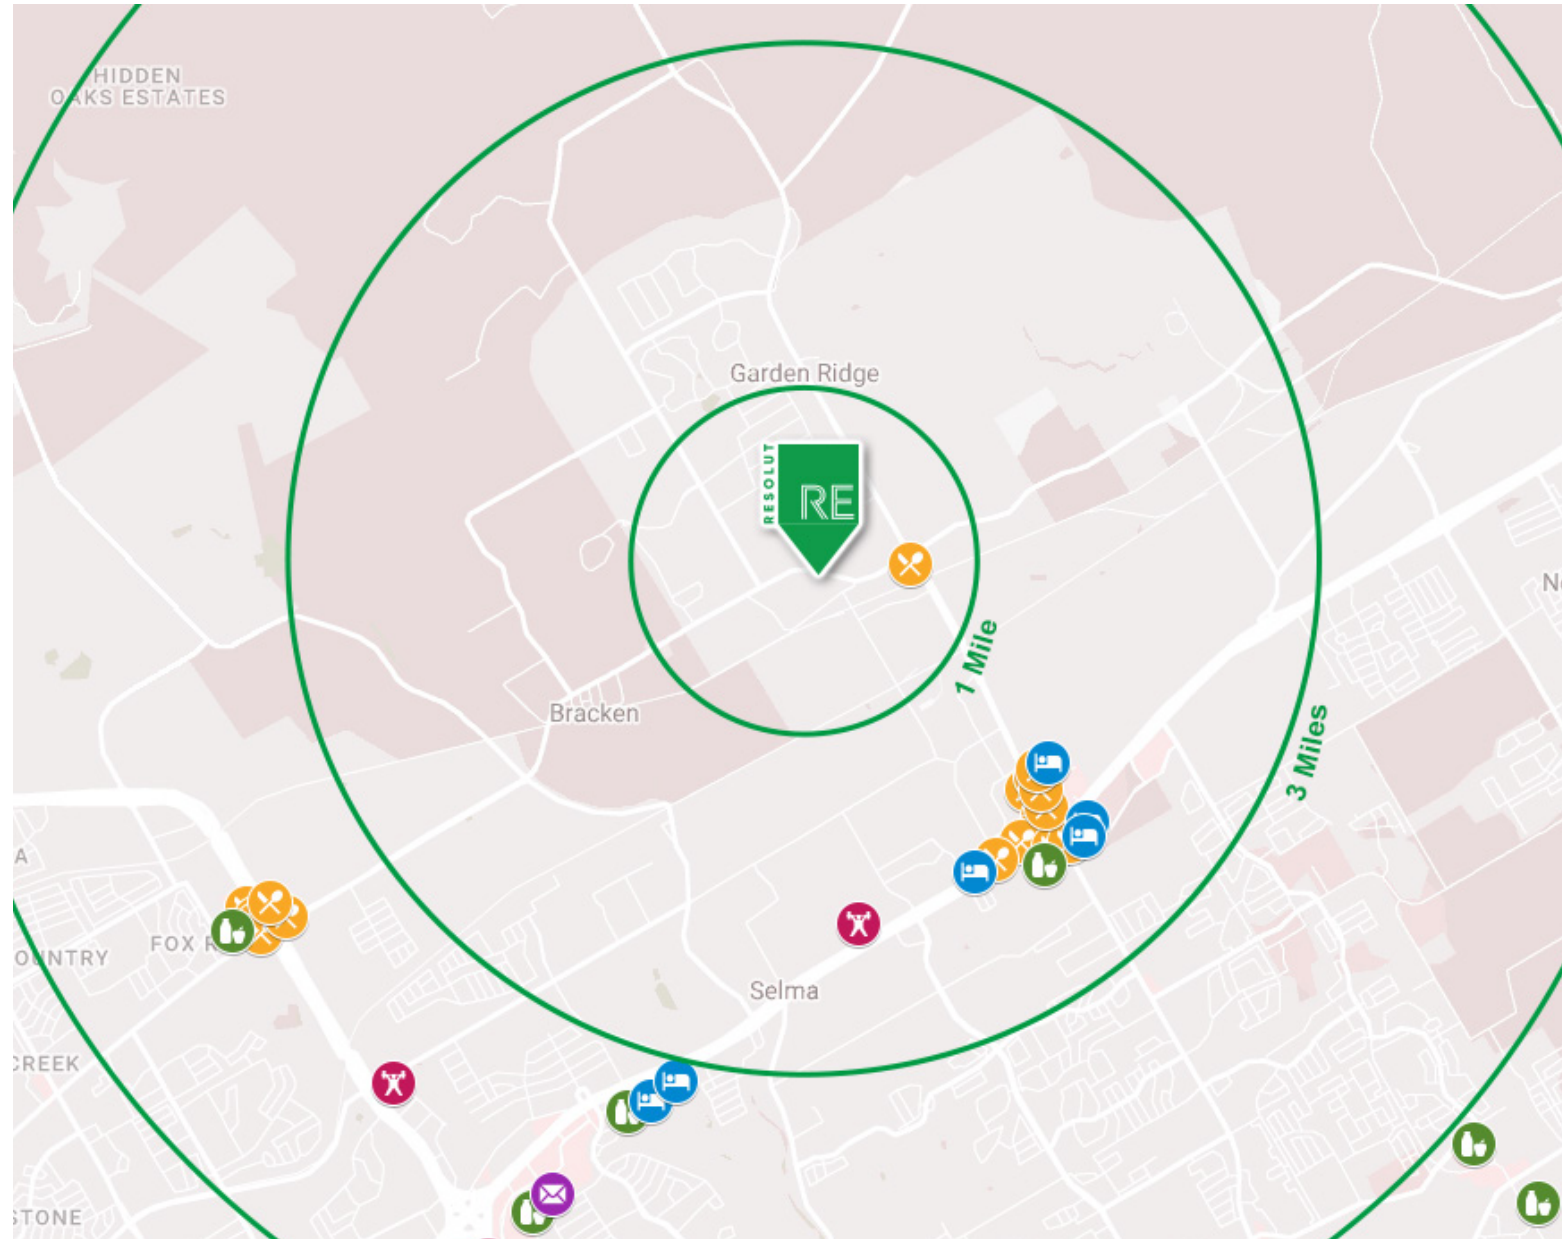 HIDDEN
OAKS ESTATES
Garden Ridge
RESOLUT
RE
1 Mile
Bracken
3 Miles
A
FOX R
OUNTRY
Selma
CREEK
STONE